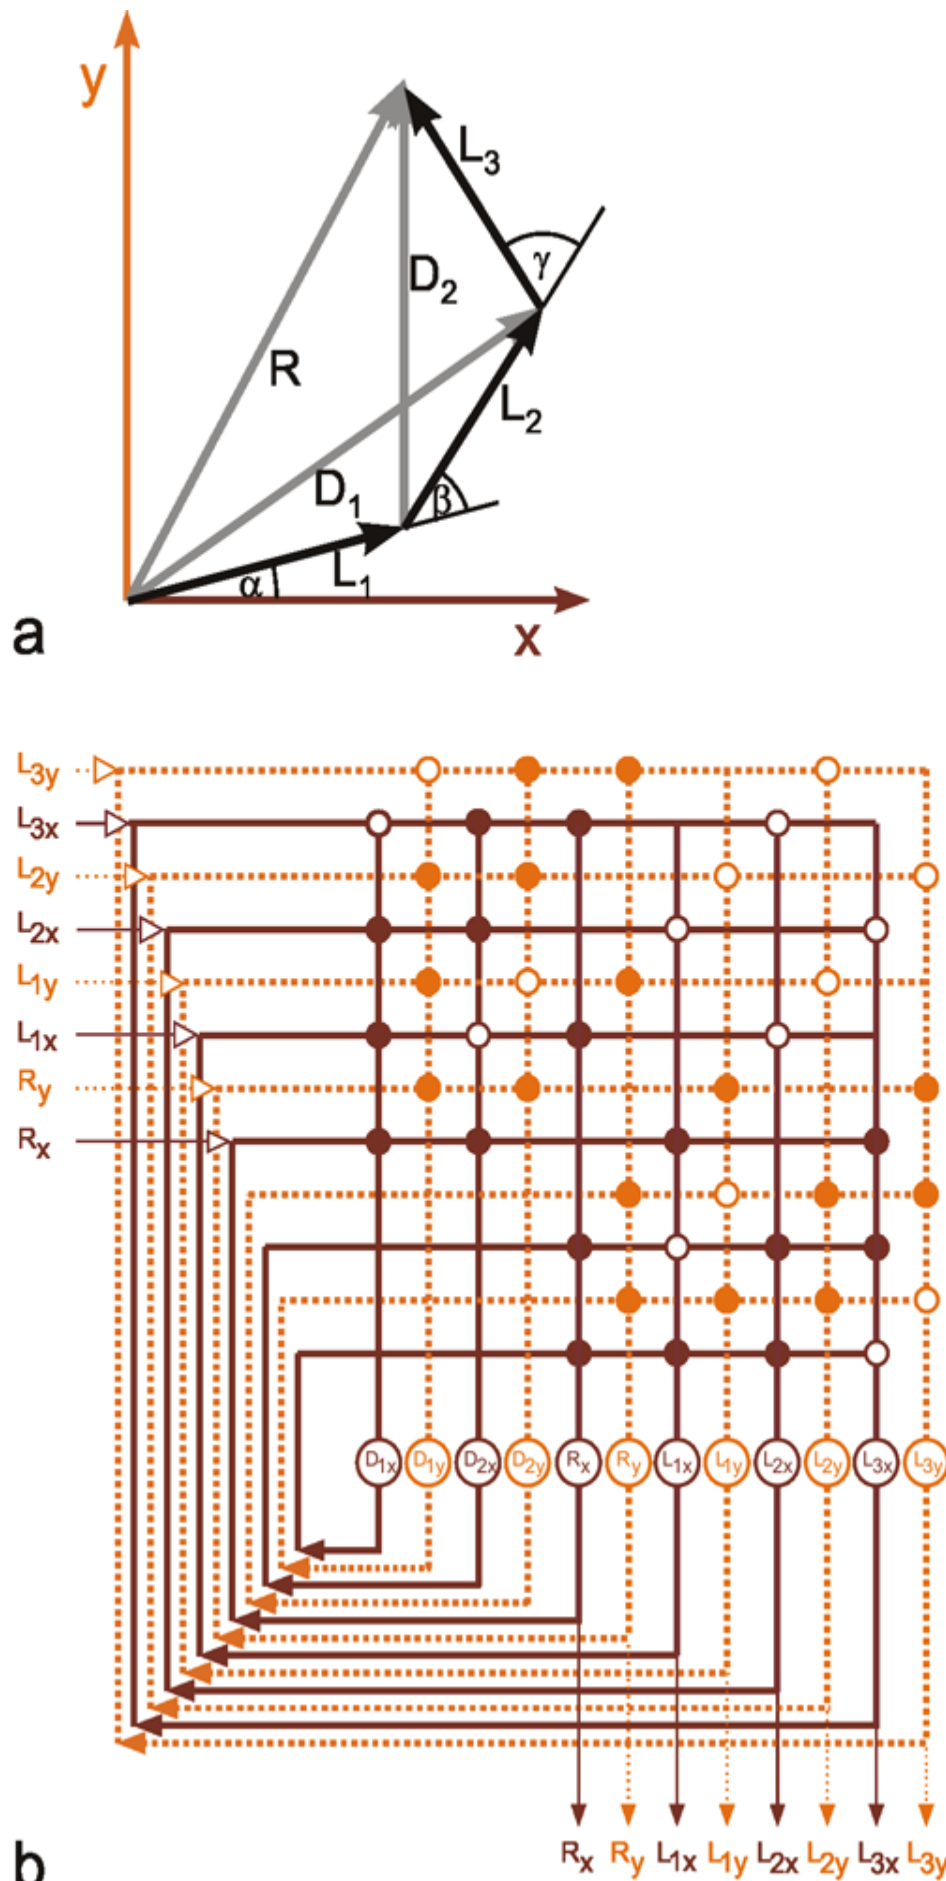 y
L3
γ
D2
R
L2
D1
β
α
L1
a
x
L3y
L3x
L2y
L2x
L1y
L1x
Ry
Rx
D1x D1y D2x D2y Rx Ry L1x L1y L2x L2y L3x L3y
Rx Ry L1x L1y L2x L2y L3x L3y
b